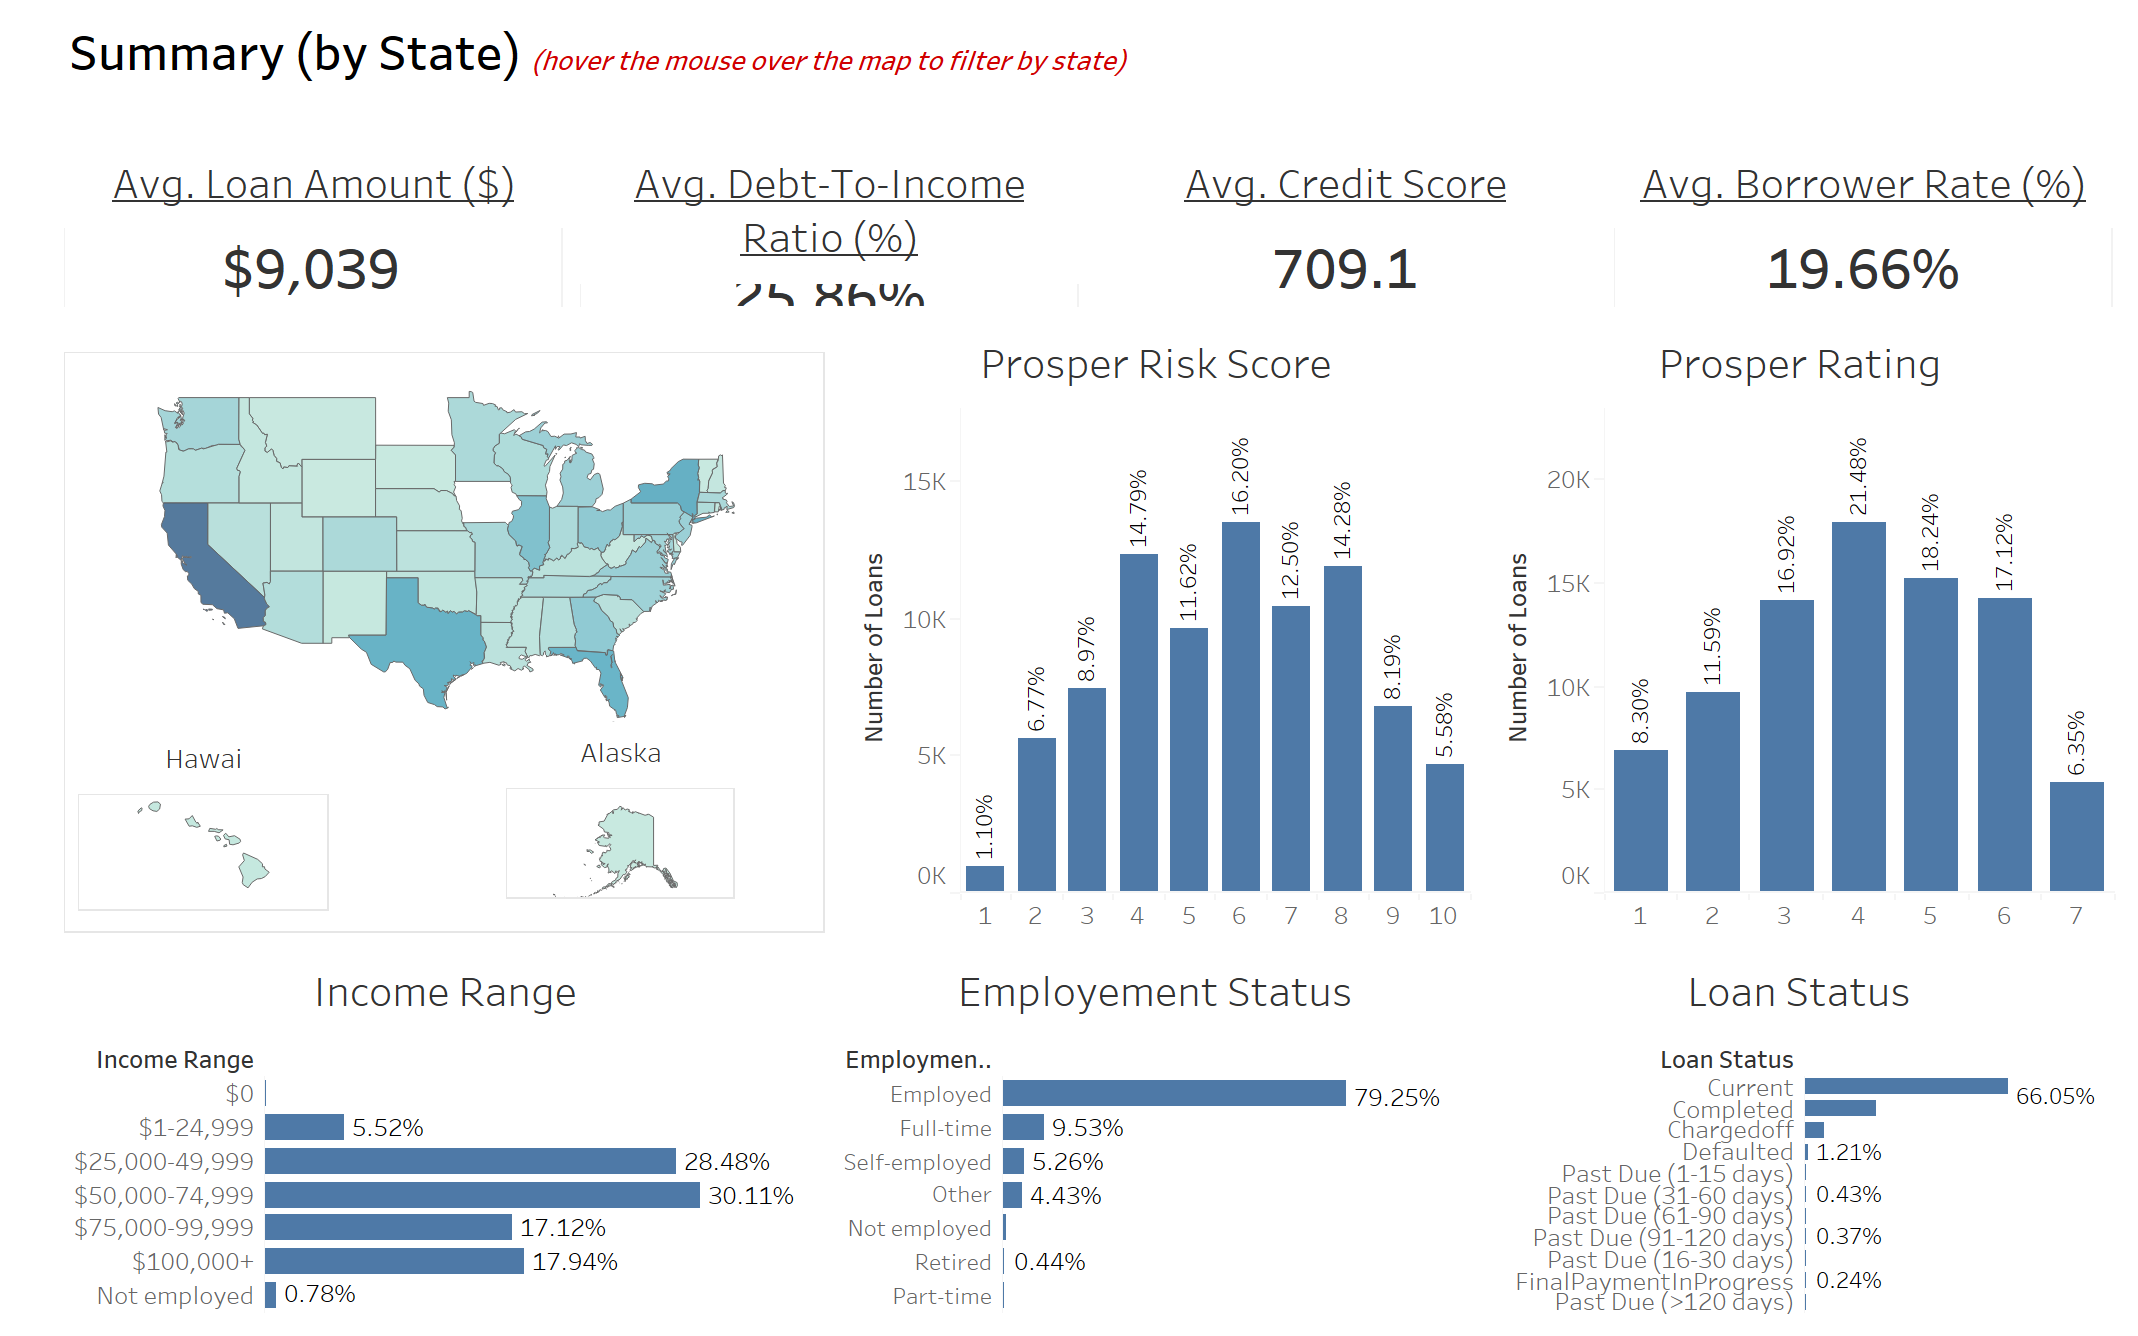 Summary (by State) (hover the mouse over the map to filter by state)
Avg. Loan Amount ($)
$9,039
Avg. Debt-To-Income
Ratio (%)
25.86%
Avg. Credit Score
709.1
Avg. Borrower Rate (%)
19.66%
Hawai
Alaska
Prosper Risk Score
Number of Loans
15K
10K
5K
0K
1.10%
6.77%
8.97%
14.79%
11.62%
16.20%
12.50%
14.28%
8.19%
5.58%
1 2 3 4 5 6 7 8 9 10
Prosper Rating
Number of Loans
20K
15K
10K
5K
0K
8.30%
11.59%
16.92%
21.48%
18.24%
17.12%
6.35%
1 2 3 4 5 6 7
Income Range
Income Range
$0
$1-24,999 5.52%
$25,000-49,999 28.48%
$50,000-74,999 30.11%
$75,000-99,999 17.12%
$100,000+ 17.94%
Not employed 0.78%
Employement Status
Employmen..
Employed 79.25%
Full-time 9.53%
Self-employed 5.26%
Other 4.43%
Not employed
Retired 0.44%
Part-time
Loan Status
Loan Status
Current 66.05%
Completed
Chargedoff
Defaulted 1.21%
Past Due (1-15 days)
Past Due (31-60 days) 0.43%
Past Due (61-90 days)
Past Due (91-120 days) 0.37%
Past Due (16-30 days)
FinalPaymentInProgress 0.24%
Past Due (>120 days)